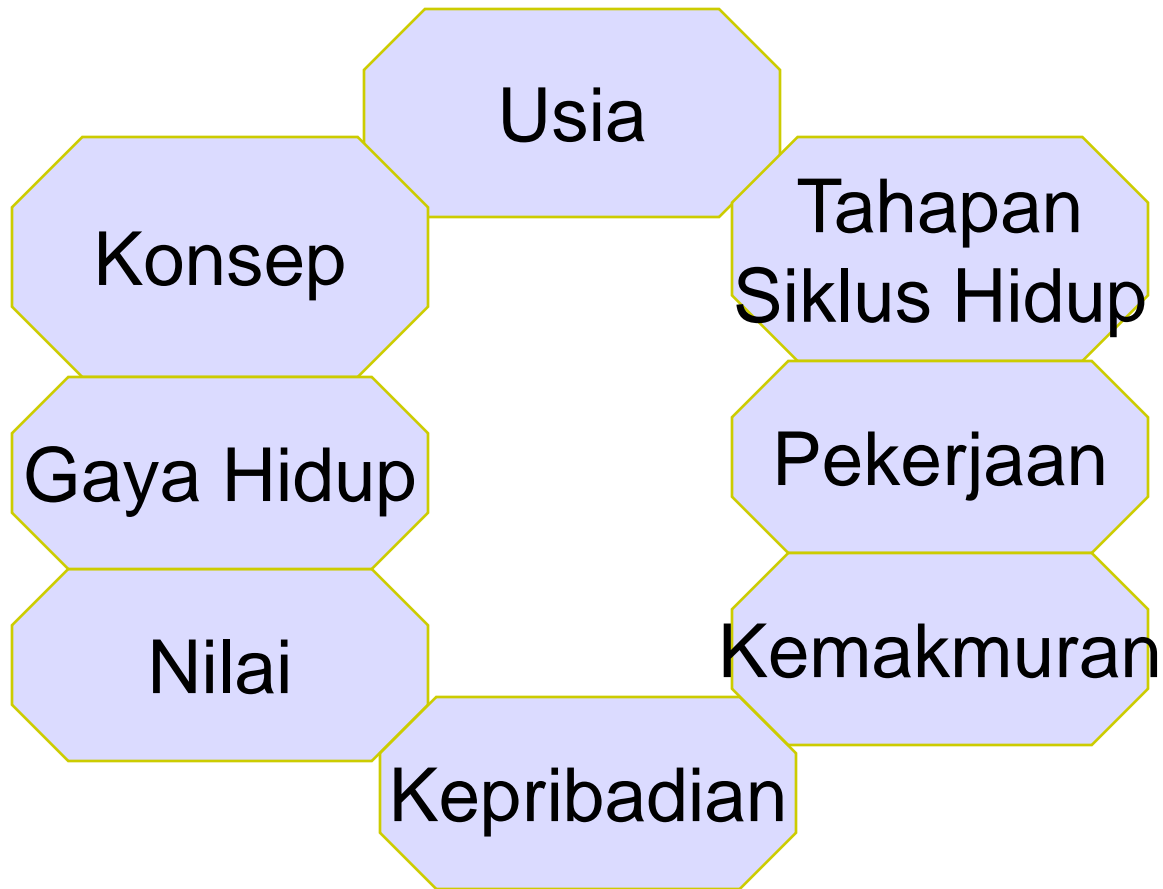 Usia
Konsep
Tahapan
Siklus Hidup
Gaya Hidup
Pekerjaan
Nilai
Kemakmuran
Kepribadian